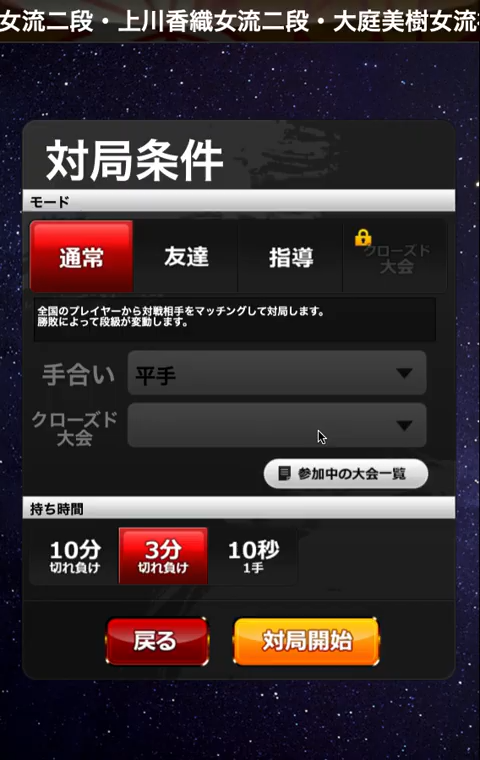 女流二段・上川香織女流二段・大庭美樹女流
対局条件
モード
通常
友達
指導
クローズド
大会
全国のプレイヤーから対戦相手をマッチングして対局します。
勝敗によって段級が変動します。
手合い
平手
クローズド
大会
参加中の大会一覧
持ち時間
10分
切れ負け
3分
切れ負け
10秒
1手
戻る
対局開始